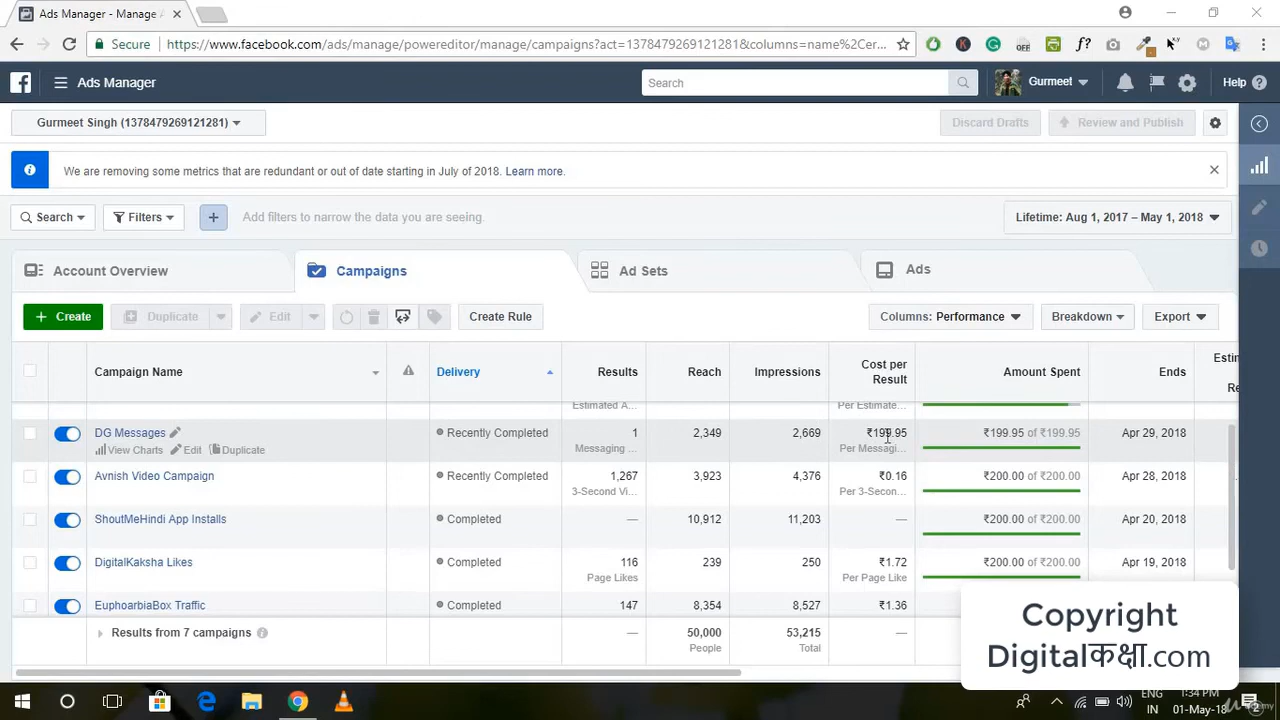 Ads Manager - Manage A
Secure
https://www.facebook.com/ads/manage/powereditor/manage/campaigns?act=1378479269121281&columns=name%2Cer...
Ads Manager
Search
Gurmeet
Help
Gurmeet Singh (1378479269121281)
Discard Drafts
Review and Publish
We are removing some metrics that are redundant or out of date starting in July of 2018. Learn more.
Search
Filters
Add filters to narrow the data you are seeing.
Lifetime: Aug 1, 2017 – May 1, 2018
Account Overview
Campaigns
Ad Sets
Ads
+ Create
Duplicate
Edit
Create Rule
Columns: Performance
Breakdown
Export
Campaign Name
Delivery
Results
Reach
Impressions
Cost per
Result
Amount Spent
Ends
Estin
Re
Estimated A...
Per Estimate...
DG Messages
Recently Completed
1
2,349
2,669
₹199.95
₹199.95 of ₹199.95
Apr 29, 2018
View Charts
Edit
Duplicate
Messaging ...
Per Messagi...
Avnish Video Campaign
Recently Completed
1,267
3,923
4,376
₹0.16
₹200.00 of ₹200.00
Apr 28, 2018
3-Second Vi...
Per 3-Secon...
ShoutMeHindi App Installs
Completed
—
10,912
11,203
—
₹200.00 of ₹200.00
Apr 20, 2018
DigitalKaksha Likes
Completed
116
239
250
₹1.72
₹200.00 of ₹200.00
Apr 19, 2018
Page Likes
Per Page Like
EuphoarbiaBox Traffic
Completed
147
8,354
8,527
₹1.36
Results from 7 campaigns
—
50,000
53,215
—
People
Total
Copyright
Digitalकक्षा.com
ENG
IN
1:34 PM
01-May-18